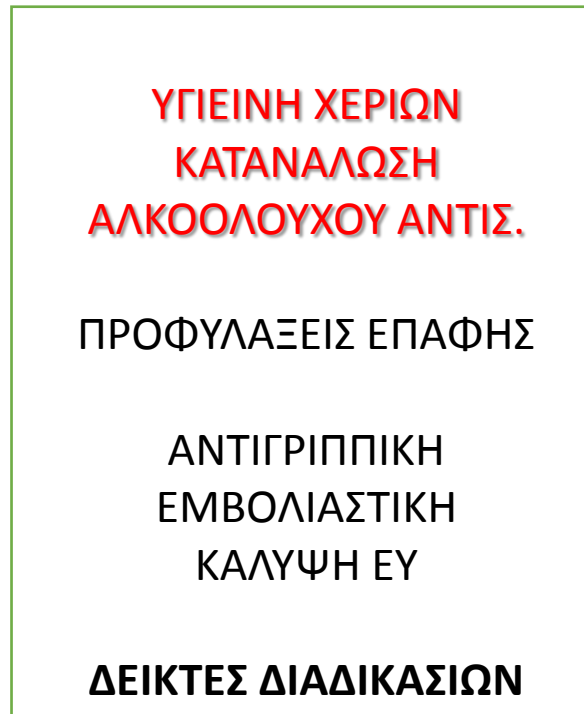 ΥΓΙΕΙΝΗ ΧΕΡΙΩΝ
ΚΑΤΑΝΑΛΩΣΗ
ΑΛΚΟΟΛΟΥΧΟΥ ΑΝΤΙΣ.
ΠΡΟΦΥΛΑΞΕΙΣ ΕΠΑΦΗΣ
ΑΝΤΙΓΡΙΠΠΙΚΗ
ΕΜΒΟΛΙΑΣΤΙΚΗ
ΚΑΛΥΨΗ ΕΥ
ΔΕΙΚΤΕΣ ΔΙΑΔΙΚΑΣΙΩΝ